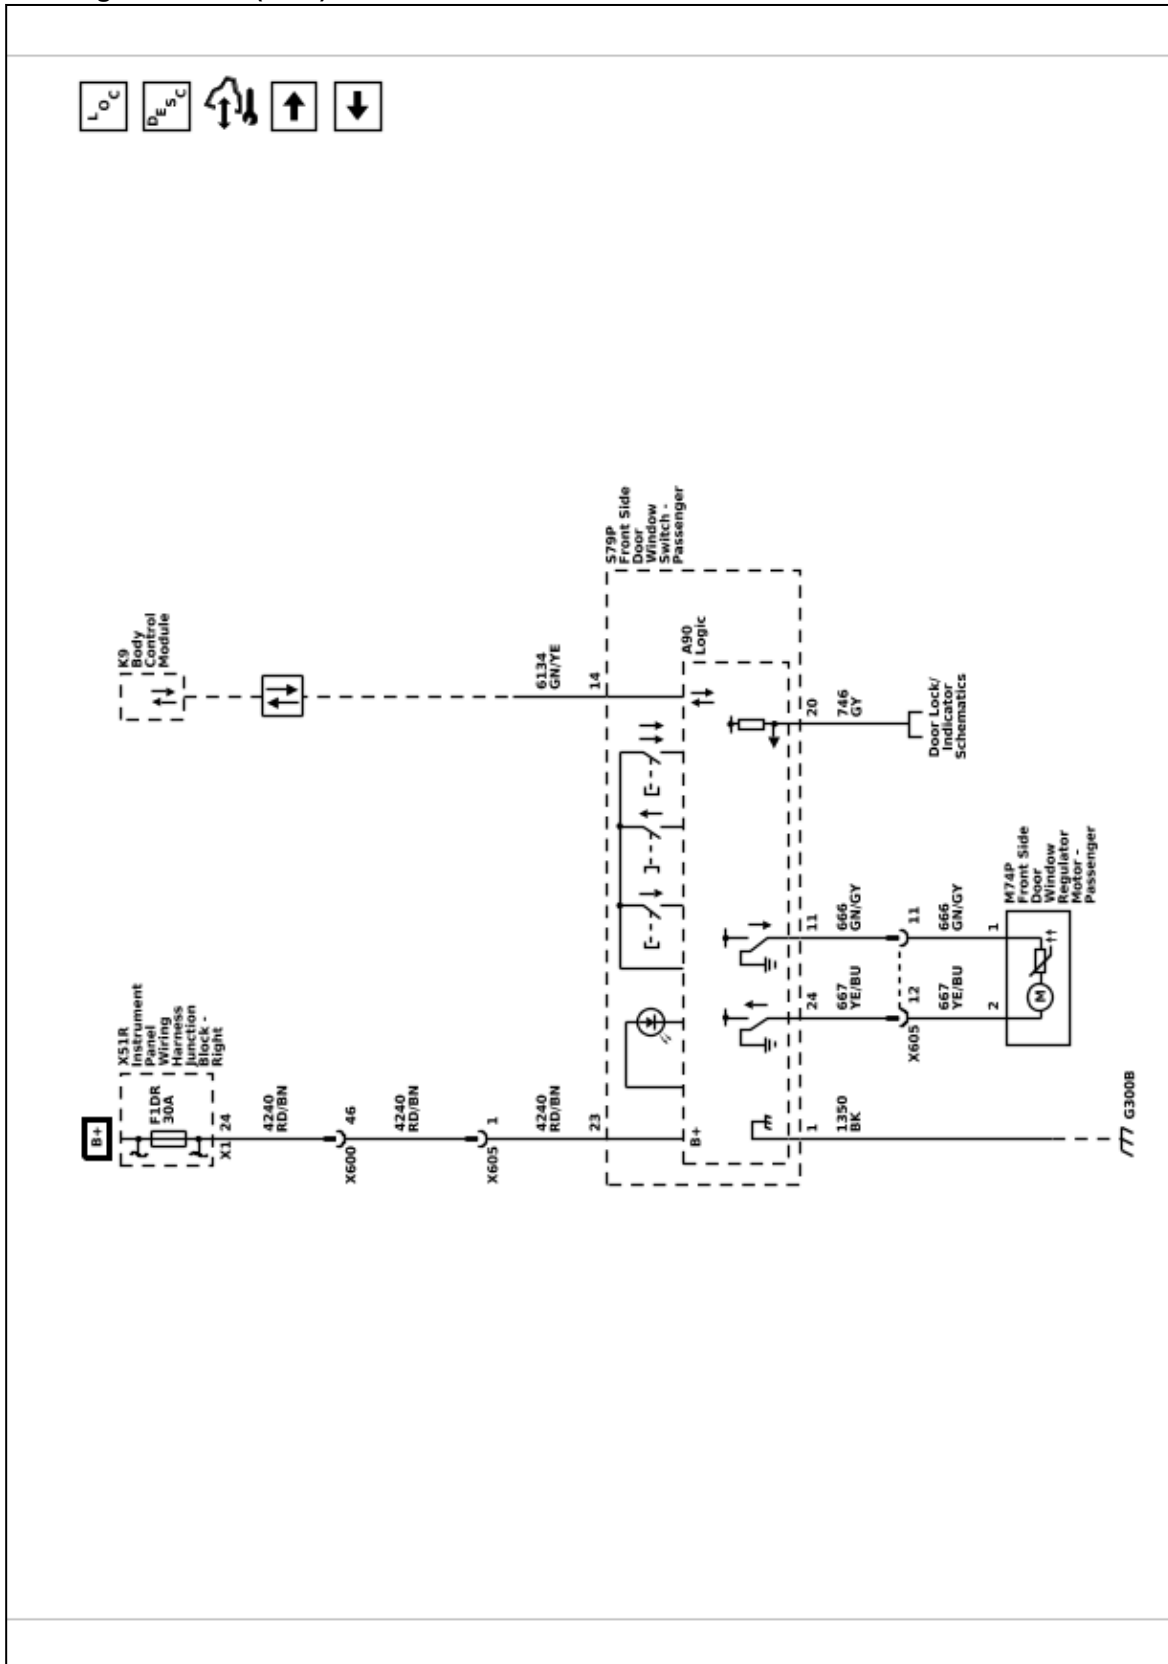 LOC
DESC
B+
X51R
Instrument
Panel
Wiring
Harness
Junction
Block -
Right
F1DR
30A
X1
24
4240
RD/BN
X600
46
4240
RD/BN
X605
1
4240
RD/BN
23
K9
Body
Control
Module
6134
GN/YE
14
S79P
Front Side
Door
Window
Switch -
Passenger
A90
Logic
B+
1
1350
BK
G300B
24
667
YE/BU
X605
12
667
YE/BU
2
11
666
GN/GY
11
666
GN/GY
1
M
M74P
Front Side
Door
Window
Regulator
Motor -
Passenger
20
746
GY
Door Lock/
Indicator
Schematics